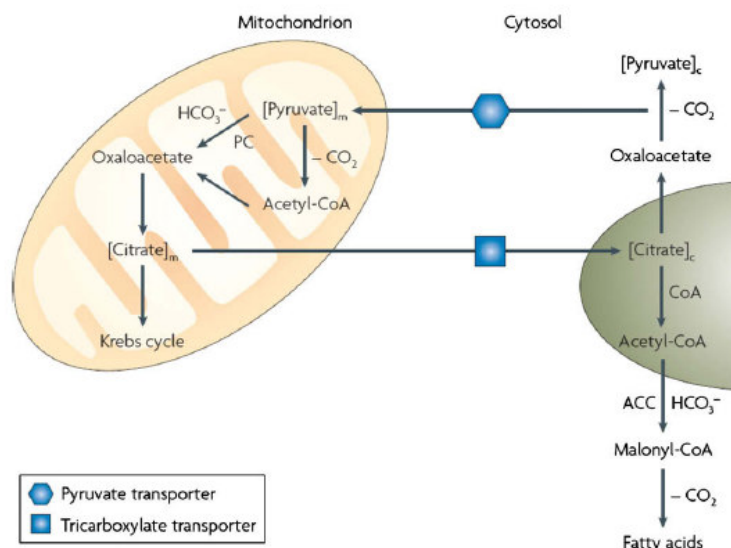 Mitochondrion
Cytosol
[Pyruvate]c
HCO3−
[Pyruvate]m
– CO2
PC
Oxaloacetate
– CO2
Oxaloacetate
Acetyl-CoA
[Citrate]m
[Citrate]c
CoA
Krebs cycle
Acetyl-CoA
ACC HCO3−
Malonyl-CoA
Pyruvate transporter
– CO2
Tricarboxylate transporter
Fatty acids